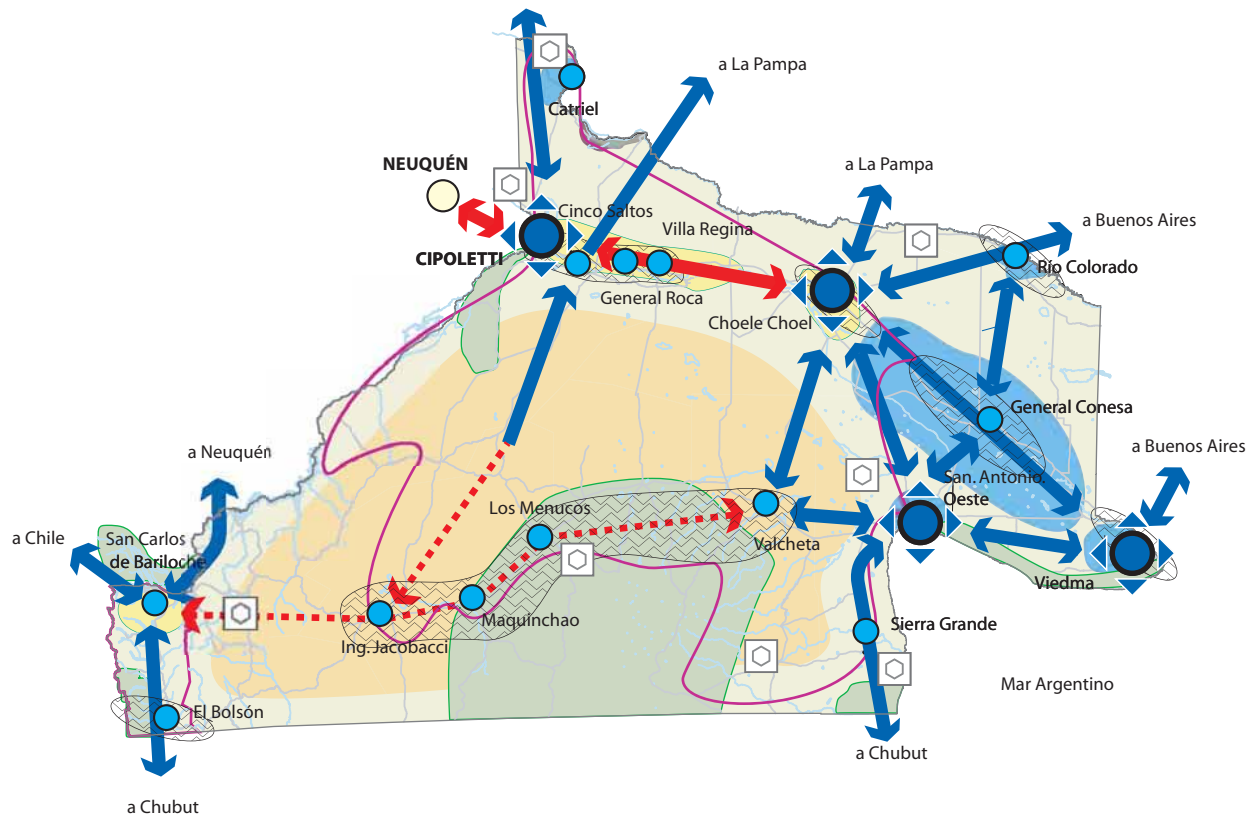 a La Pampa
Catriel
NEUQUÉN
a La Pampa
Cinco Saltos
a Buenos Aires
Villa Regina
CIPOLETTI
Río Colorado
General Roca
Choele Choel
General Conesa
a Neuquén
a Buenos Aires
San. Antonio.
Oeste
Los Menucos
a Chile
San Carlos
de Bariloche
Valcheta
Viedma
Maquinchao
Sierra Grande
Ing. Jacobacci
Mar Argentino
El Bolsón
a Chubut
a Chubut